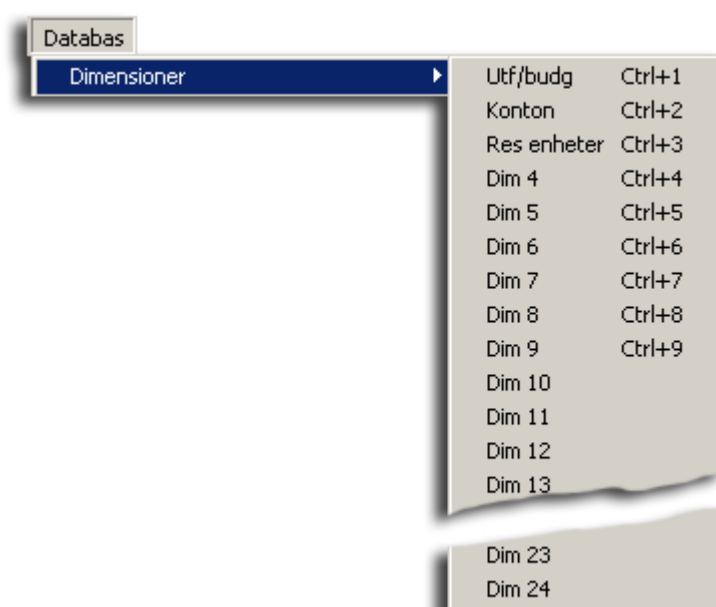 Databas
Dimensioner
Utf/budg Ctrl+1
Konton Ctrl+2
Res enheter Ctrl+3
Dim 4 Ctrl+4
Dim 5 Ctrl+5
Dim 6 Ctrl+6
Dim 7 Ctrl+7
Dim 8 Ctrl+8
Dim 9 Ctrl+9
Dim 10
Dim 11
Dim 12
Dim 13
Dim 23
Dim 24